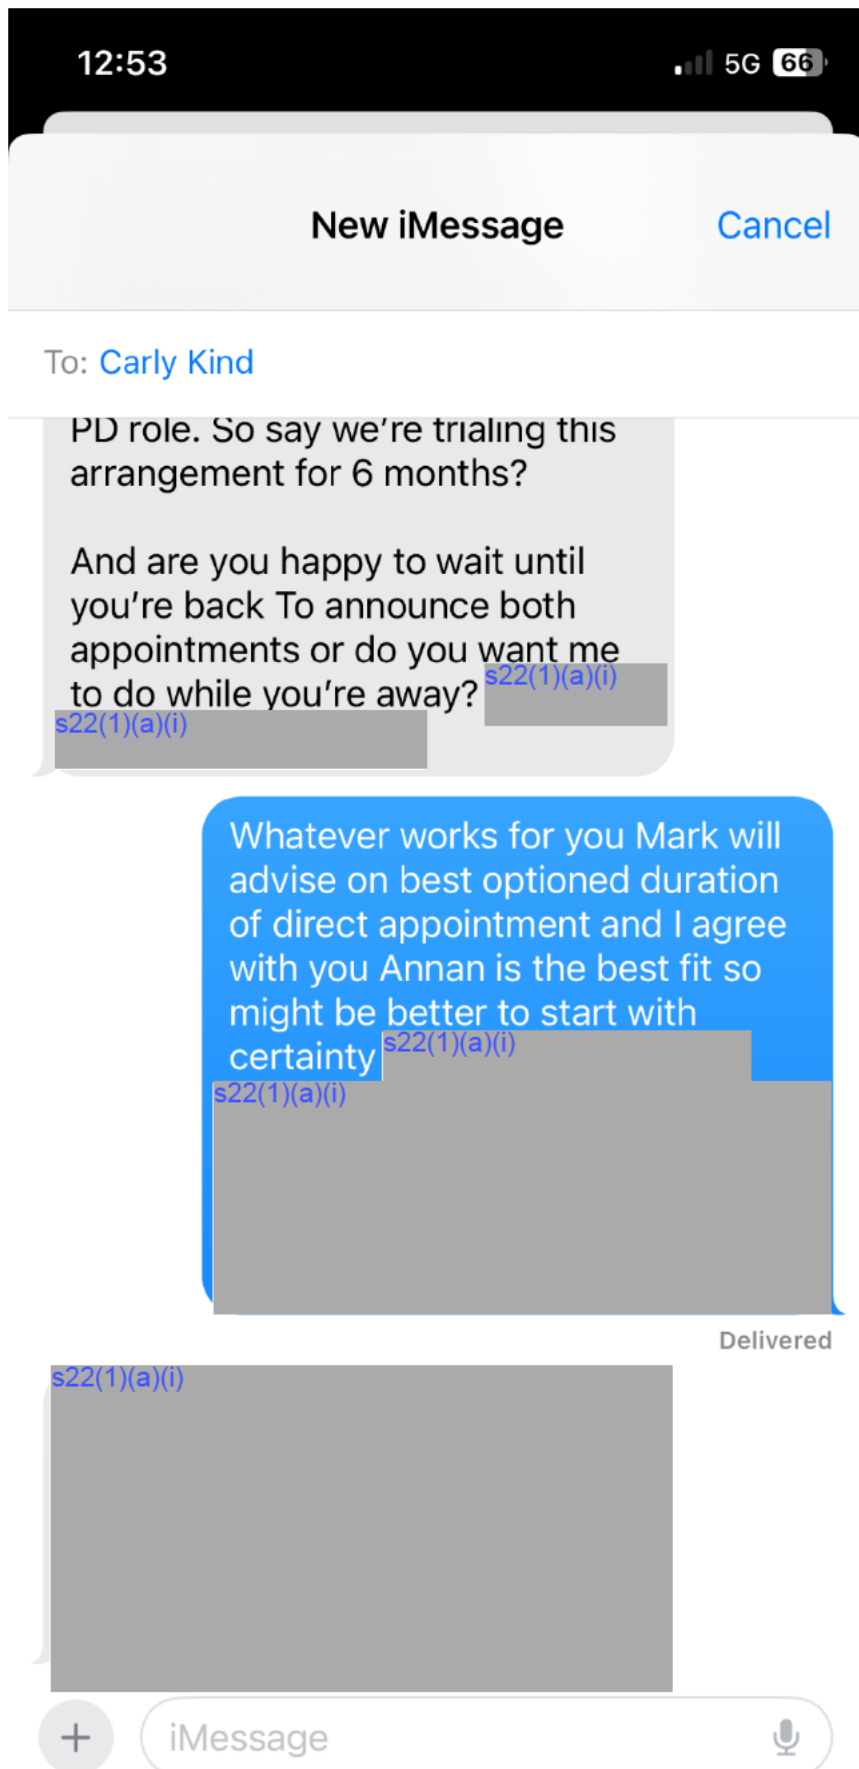 12:53 5G 66
New iMessage Cancel
To: Carly Kind
PD role. So say we're trialing this
arrangement for 6 months?
And are you happy to wait until
you're back To announce both
appointments or do you want me
to do while you're away? s22(1)(a)(i)
s22(1)(a)(i)
Whatever works for you Mark will
advise on best optioned duration
of direct appointment and I agree
with you Annan is the best fit so
might be better to start with
certainty s22(1)(a)(i)
s22(1)(a)(i)
Delivered
s22(1)(a)(i)
iMessage